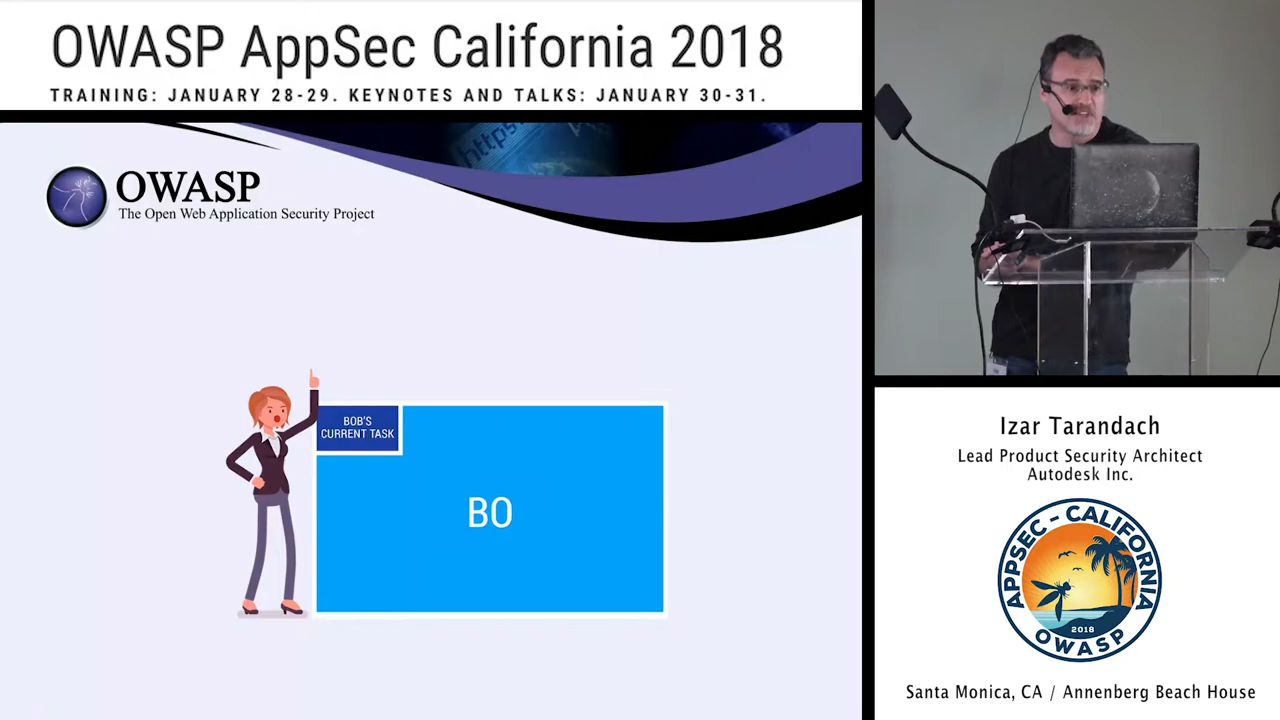 OWASP AppSec California 2018
TRAINING: JANUARY 28-29. KEYNOTES AND TALKS: JANUARY 30-31.
https:
OWASP
The Open Web Application Security Project
BOB'S
CURRENT TASK
BO
Izar Tarandach
Lead Product Security Architect
Autodesk Inc.
APPSEC - CALIFORNIA
2018
OWASP
Santa Monica, CA / Annenberg Beach House